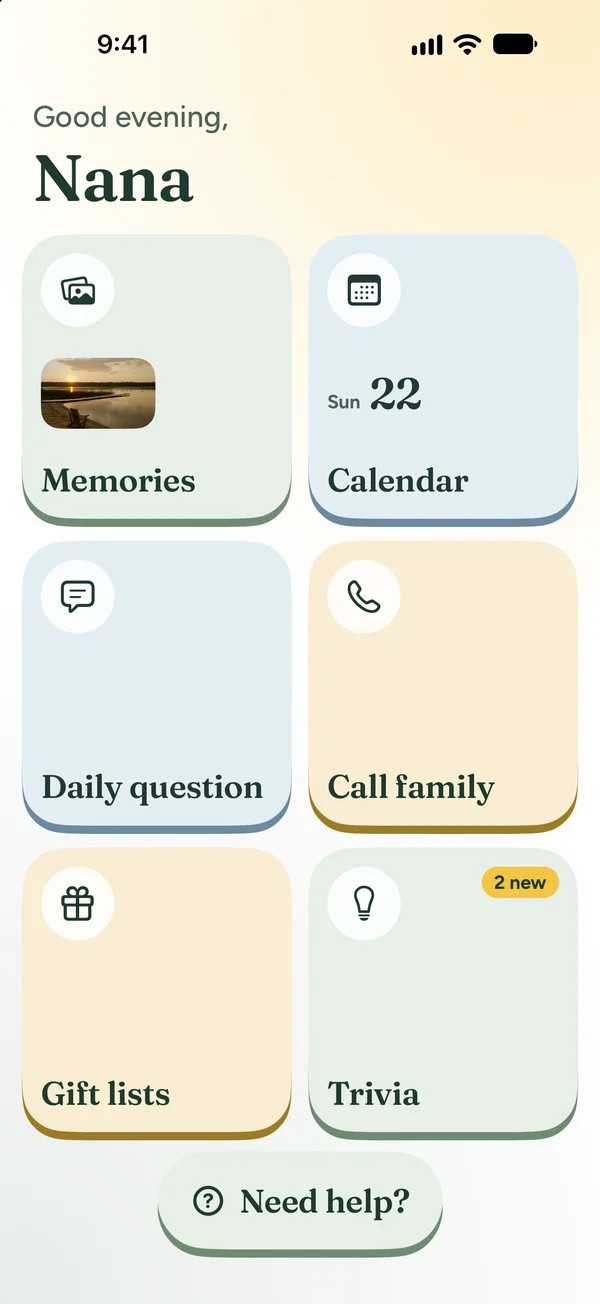 9:41
Good evening,
Nana
Sun 22
Memories
Calendar
Daily question
Call family
2 new
Gift lists
Trivia
Need help?